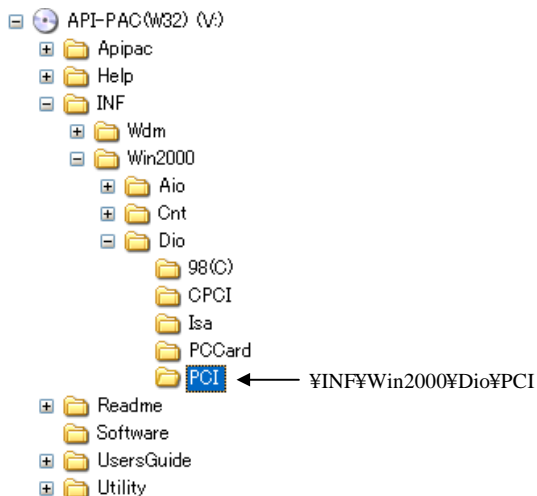 API-PAC(W32) (V:)
Apipac
Help
INF
Wdm
Win2000
Aio
Cnt
Dio
98(C)
CPCI
Isa
PCCard
PCI ¥INF¥Win2000¥Dio¥PCI
Readme
Software
UsersGuide
Utility